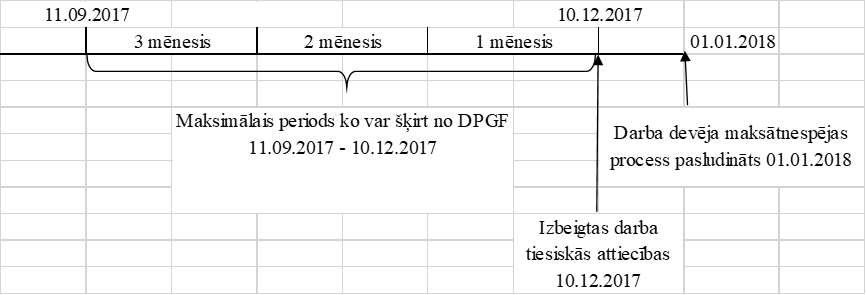 11.09.2017
10.12.2017
3 mēnesis
2 mēnesis
1 mēnesis
01.01.2018
Maksimālais periods ko var šķirt no DPGF
11.09.2017 - 10.12.2017
Darba devēja maksātnespējas
process pasludināts 01.01.2018
Izbeigtas darba
tiesiskās attiecības
10.12.2017